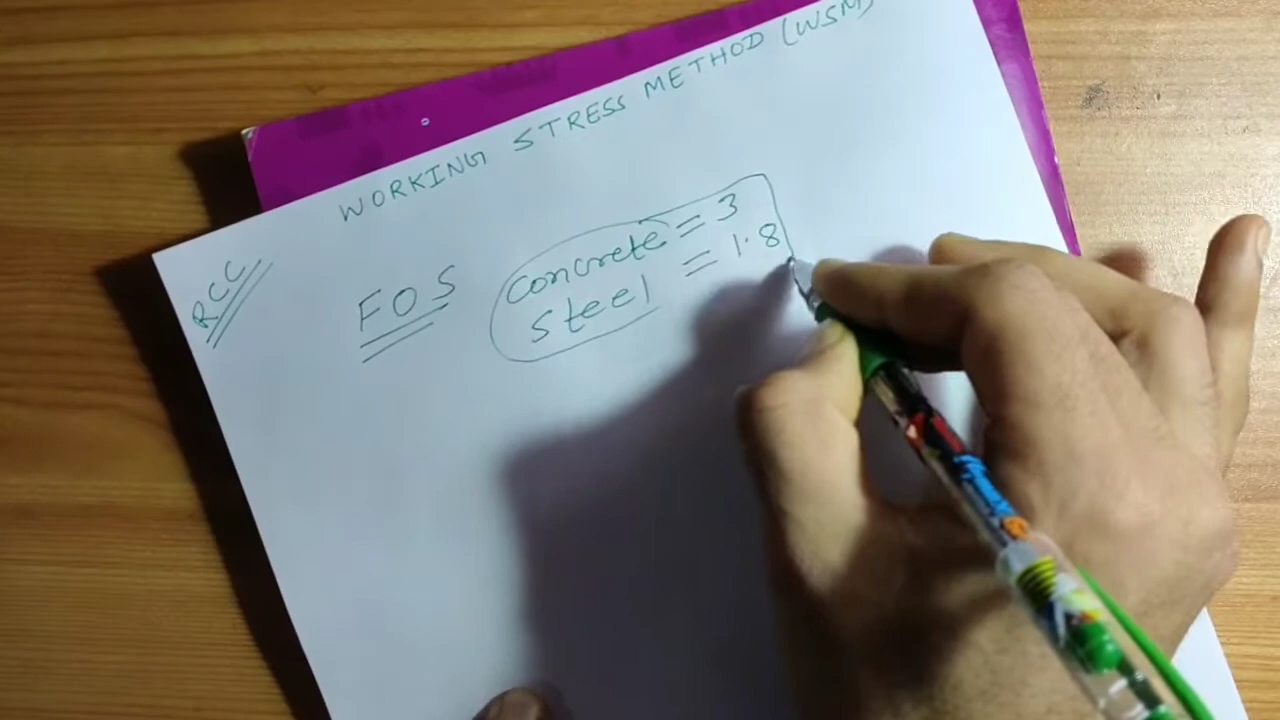 WORKING STRESS METHOD (WSM)
RCC
FOS
concrete = 3
steel = 1.8